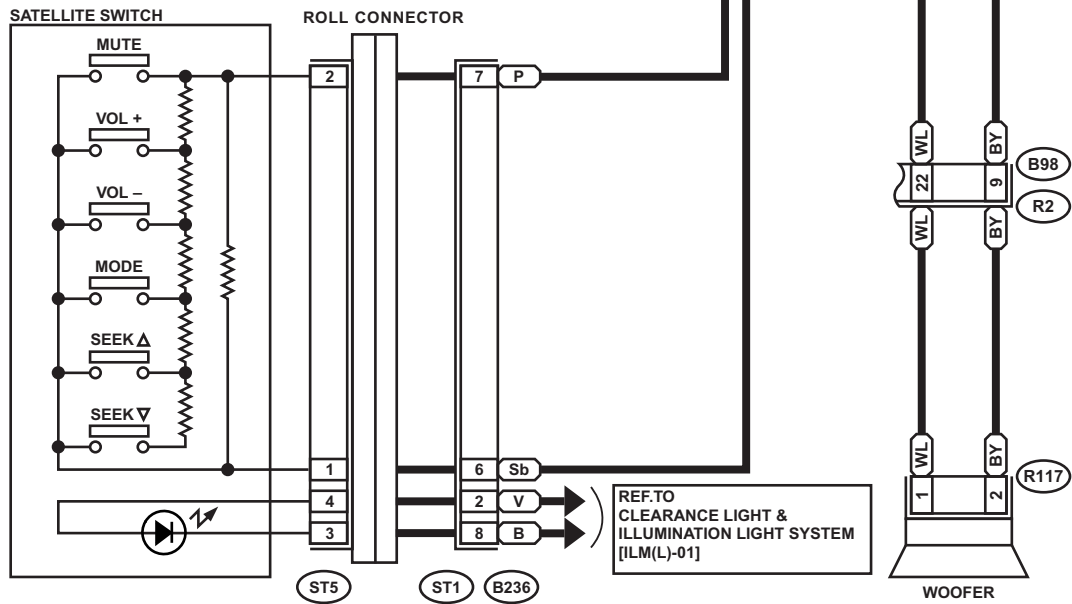 SATELLITE SWITCH
ROLL CONNECTOR
MUTE
2
7 P
VOL +
WL BY
B98
22 9
VOL –
R2
WL BY
MODE
SEEK △
SEEK ▽
WL BY
1
6 Sb
R117
1 2
4
2 V
REF.TO
CLEARANCE LIGHT &
ILLUMINATION LIGHT SYSTEM
[ILM(L)-01]
3
8 B
ST5
ST1
B236
WOOFER